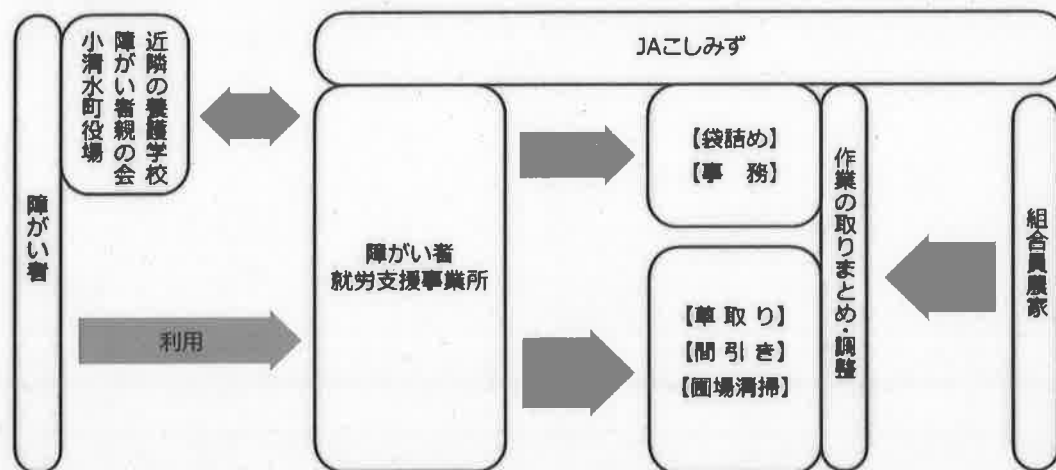 JAこしみず
近隣の養護学校
障がい者親の会
小清水町役場
障がい者
利用
障がい者
就労支援事業所
【袋詰め】
【事　務】
【草取り】
【間引き】
【圃場清掃】
作業の取りまとめ・調整
組合員農家